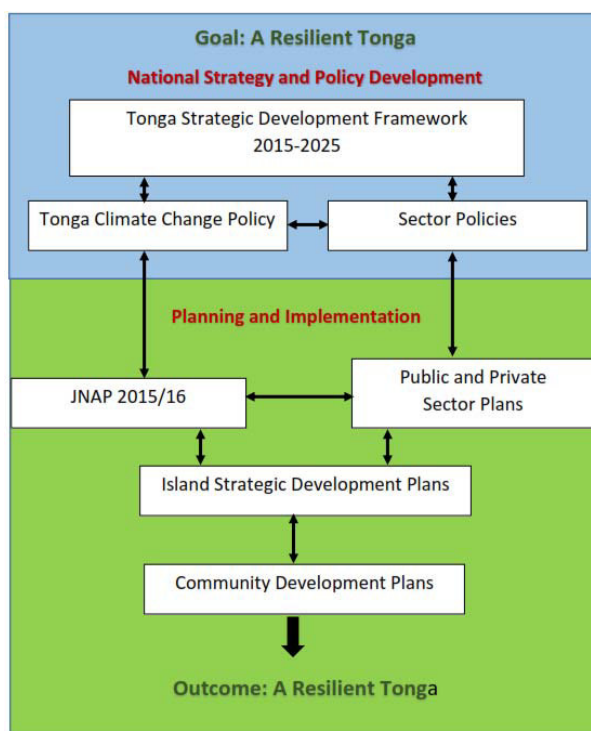 Goal: A Resilient Tonga
National Strategy and Policy Development
Tonga Strategic Development Framework
2015-2025
Tonga Climate Change Policy
Sector Policies
Planning and Implementation
JNAP 2015/16
Public and Private
Sector Plans
Island Strategic Development Plans
Community Development Plans
Outcome: A Resilient Tonga